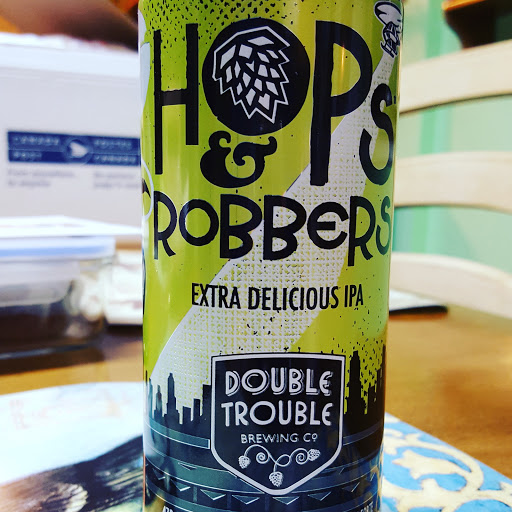 HOPS
&
ROBBERS
EXTRA DELICIOUS IPA
DOUBLE
TROUBLE
BREWING CO